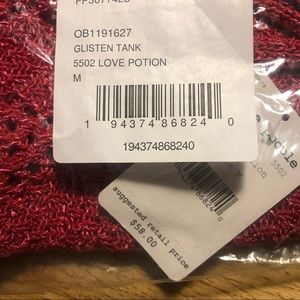 OB1191627
GLISTEN TANK
5502 LOVE POTION
M
1 94374 86824 0
194374868240
5502
M
suggested retail price
$58.00